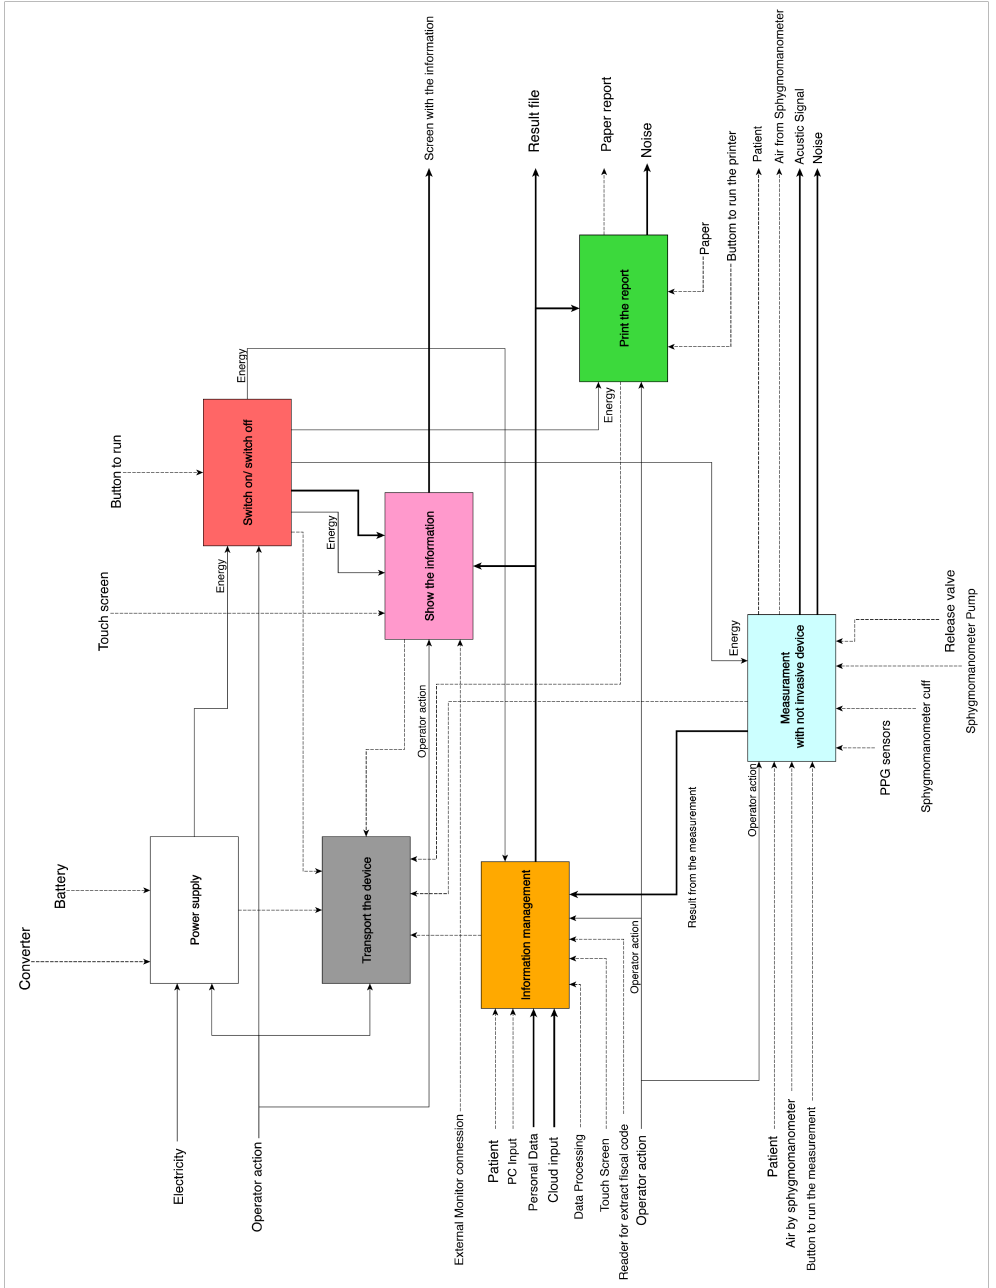 Converter
Battery
Button to run
Touch screen
Power supply
Switch on/ switch off
Energy
Energy
Energy
Energy
Energy
Electricity
Operator action
Transport the device
Show the information
Screen with the information
Operator action
External Monitor connession
Information management
Patient
PC Input
Personal Data
Cloud input
Data Processing
Touch Screen
Reader for extract fiscal code
Operator action
Operator action
Result file
Print the report
Paper report
Noise
Paper
Buttom to run the printer
Result from the measurement
Operator action
Measurament
with not invasive device
Patient
Air from Sphygmomanometer
Acustic Signal
Noise
Patient
Air by sphygmomanometer
Button to run the measurement
PPG sensors
Sphygmomanometer cuff
Release valve
Sphygmomanometer Pump